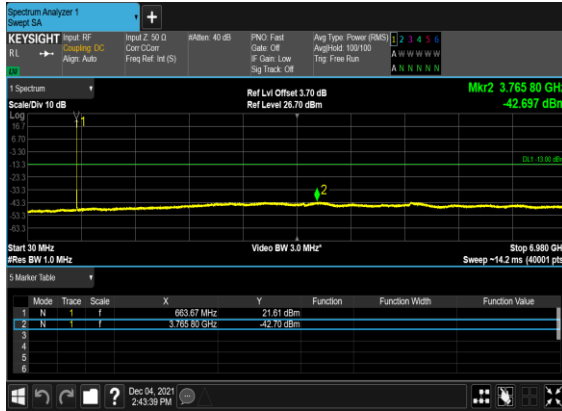 Spectrum Analyzer 1
Swept SA
+
KEYSIGHT Input: RF Input Z: 50 Ω #Atten: 40 dB PNO: Fast Avg Type: Power (RMS) 1 2 3 4 5 6
RL Coupling: DC Corr CCorr Gate: Off Avg|Hold: 100/100 A W W W W W
Align: Auto Freq Ref: Int (S) IF Gain: Low Trig: Free Run
LU Sig Track: Off A N N N N N
1 Spectrum Ref Lvl Offset 3.70 dB Mkr2 3.765 80 GHz
Scale/Div 10 dB Ref Level 26.70 dBm -42.697 dBm
Log
16.7 1
6.70
-3.30
-13.3 DL1 -13.00 dBm
-23.3
-33.3 2
-43.3
-53.3
-63.3
Start 30 MHz Video BW 3.0 MHz* Stop 6.980 GHz
#Res BW 1.0 MHz Sweep ~14.2 ms (40001 pts)
5 Marker Table
Mode Trace Scale X Y Function Function Width Function Value
1 N 1 f 663.67 MHz 21.61 dBm
2 N 1 f 3.765 80 GHz -42.70 dBm
3
4
5
6
? Dec 04, 2021
2:43:39 PM